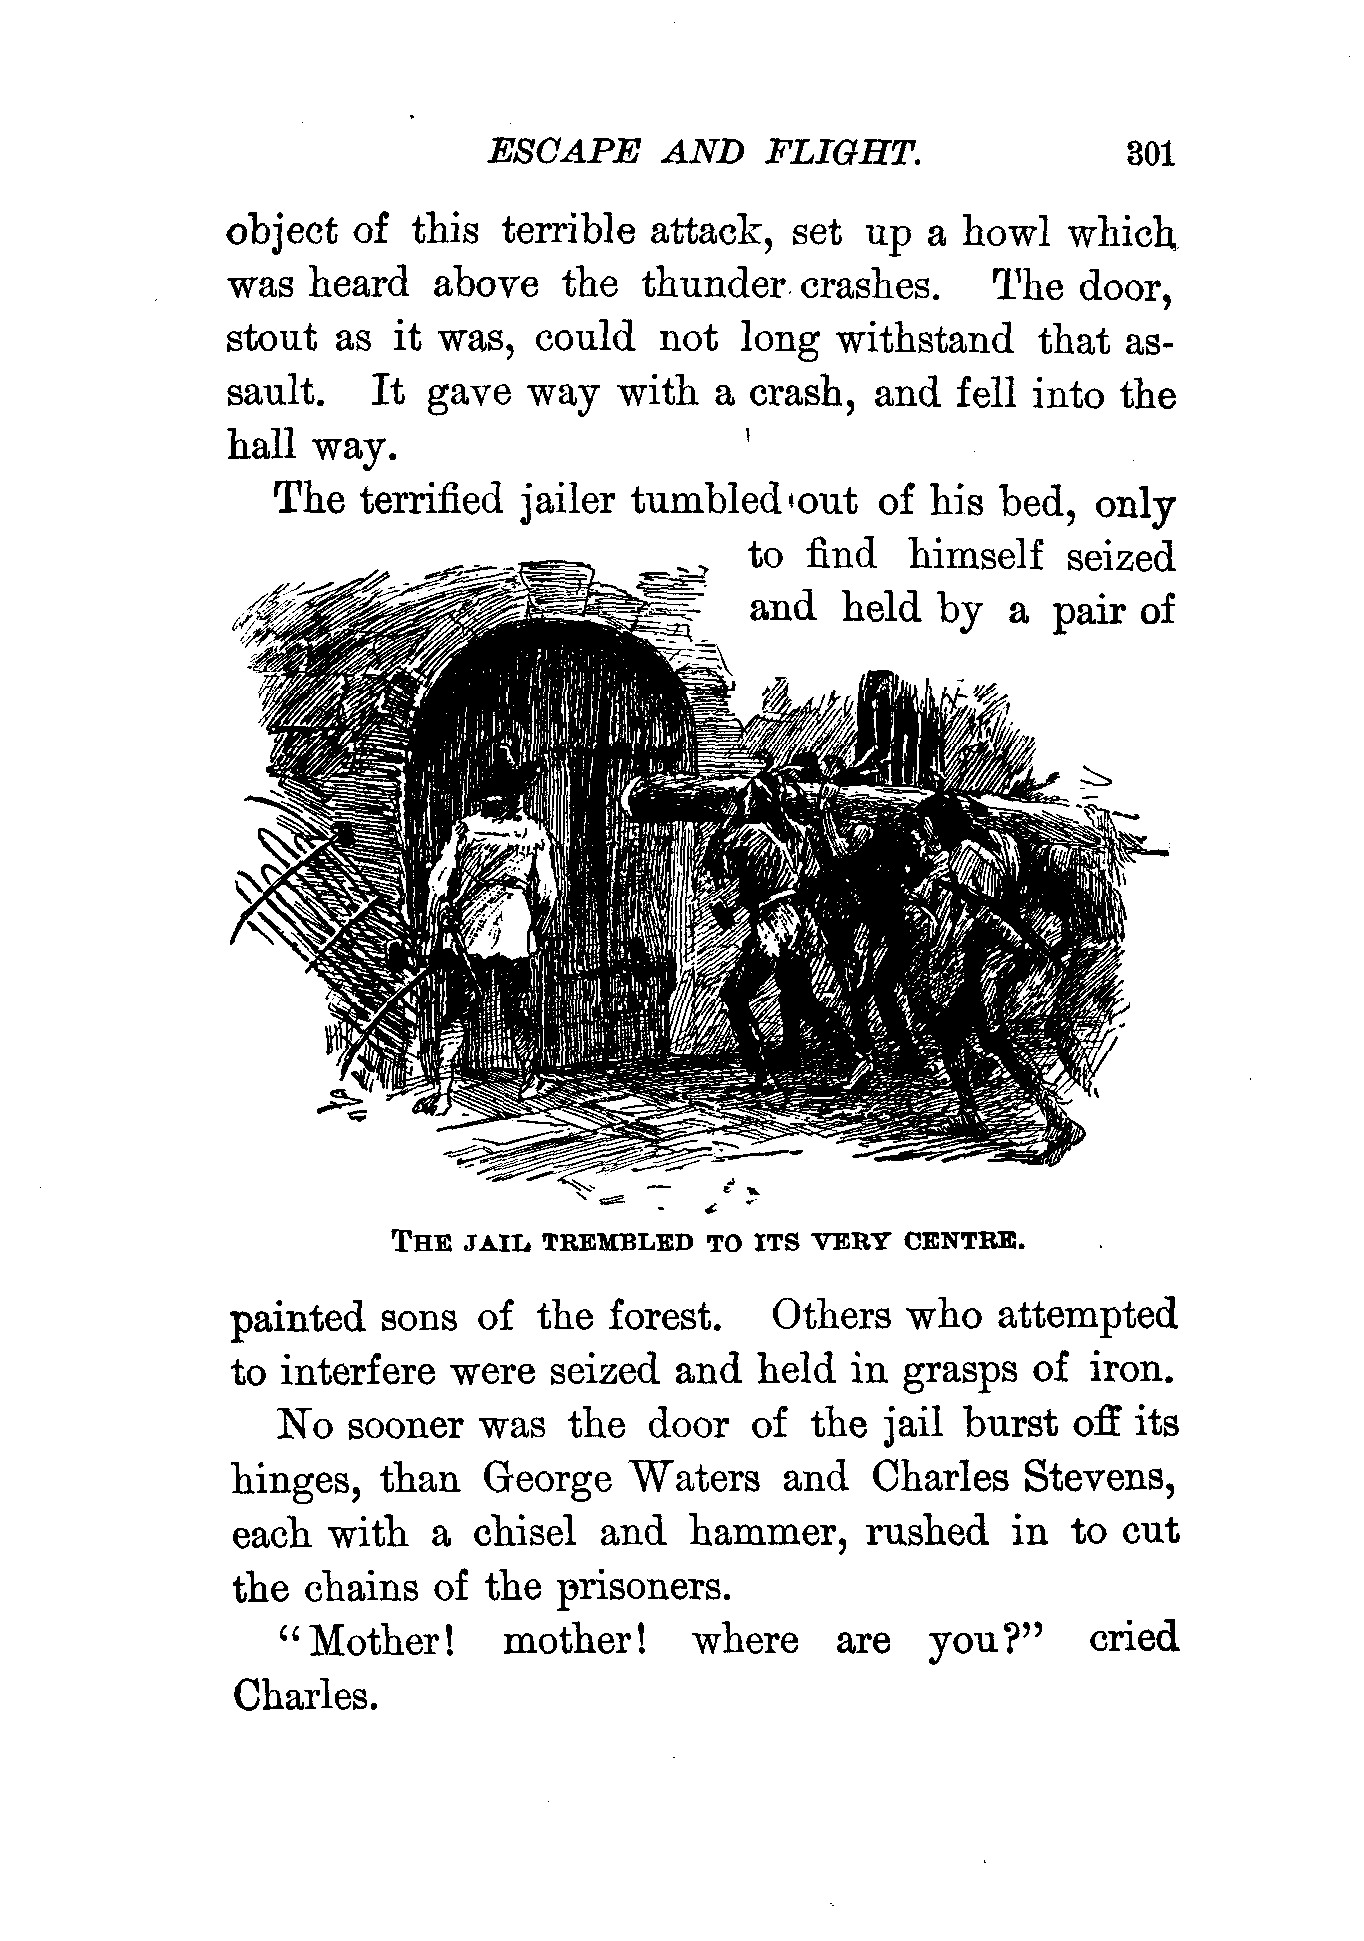 ESCAPE AND FLIGHT. 301
object of this terrible attack, set up a howl which
was heard above the thunder crashes. The door,
stout as it was, could not long withstand that as-
sault. It gave way with a crash, and fell into the
hall way.
The terrified jailer tumbled out of his bed, only
to find himself seized
and held by a pair of
THE JAIL TREMBLED TO ITS VERY CENTRE.
painted sons of the forest. Others who attempted
to interfere were seized and held in grasps of iron.
No sooner was the door of the jail burst off its
hinges, than George Waters and Charles Stevens,
each with a chisel and hammer, rushed in to cut
the chains of the prisoners.
“Mother! mother! where are you?” cried
Charles.